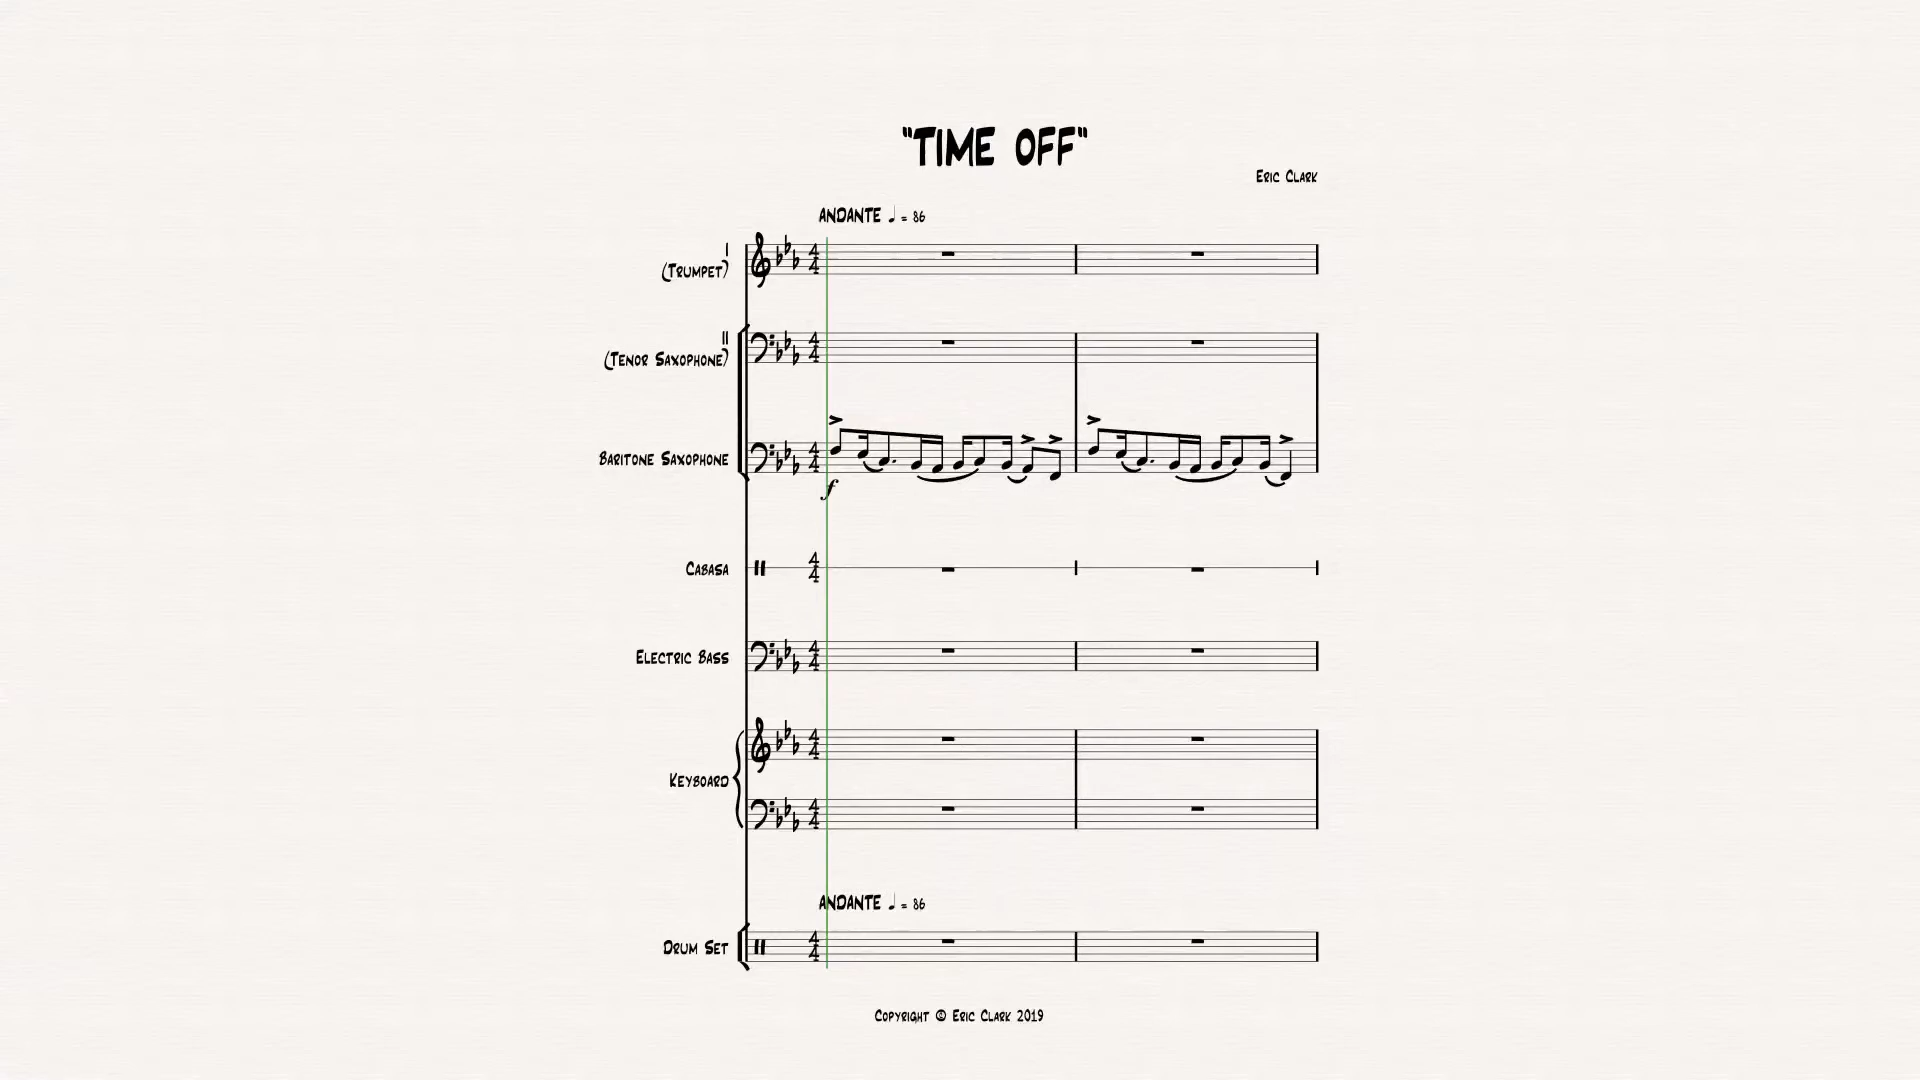 "TIME OFF"
ERIC CLARK
ANDANTE ♩ = 86
I
(TRUMPET)
II
(TENOR SAXOPHONE)
BARITONE SAXOPHONE
f
CABASA
ELECTRIC BASS
KEYBOARD
ANDANTE ♩ = 86
DRUM SET
COPYRIGHT © ERIC CLARK 2019